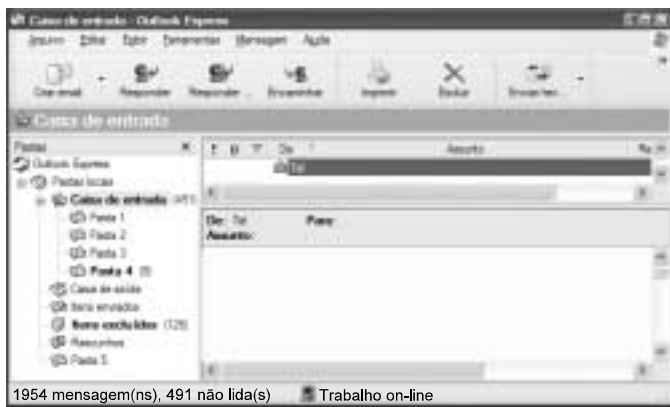 Caixa de entrada - Outlook Express
Arquivo Editar Exibir Ferramentas Mensagem Ajuda
Criar email Responder Responder ... Encaminhar Imprimir Excluir Enviar/rec...
Caixa de entrada
Pastas
Outlook Express
Pastas locais
Caixa de entrada (491)
Pasta 1
Pasta 2
Pasta 3
Pasta 4
Caixa de saída
Itens enviados
Itens excluídos
Rascunhos
Pasta 5
De Assunto
De: Para:
Assunto:
1954 mensagem(ns), 491 não lida(s) Trabalho on-line